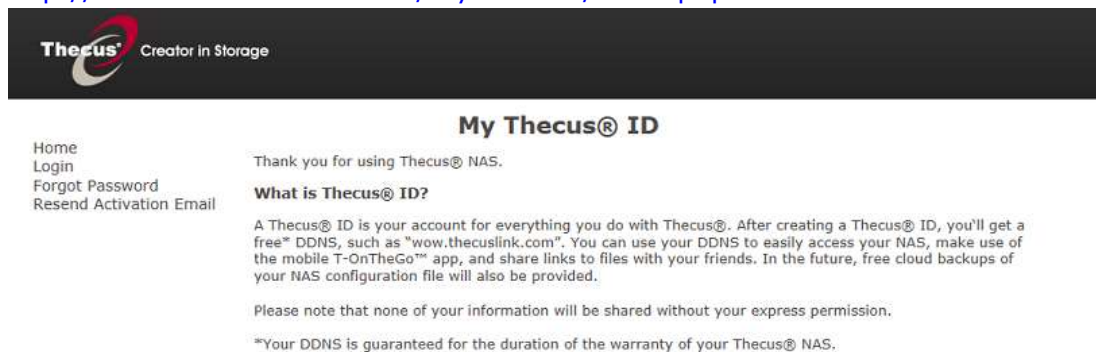 Thecus® Creator in Storage
My Thecus® ID
Home
Login
Forgot Password
Resend Activation Email
Thank you for using Thecus® NAS.
What is Thecus® ID?
A Thecus® ID is your account for everything you do with Thecus®. After creating a Thecus® ID, you'll get a
free* DDNS, such as "wow.thecuslink.com". You can use your DDNS to easily access your NAS, make use of
the mobile T-OnTheGo™ app, and share links to files with your friends. In the future, free cloud backups of
your NAS configuration file will also be provided.
Please note that none of your information will be shared without your express permission.
*Your DDNS is guaranteed for the duration of the warranty of your Thecus® NAS.